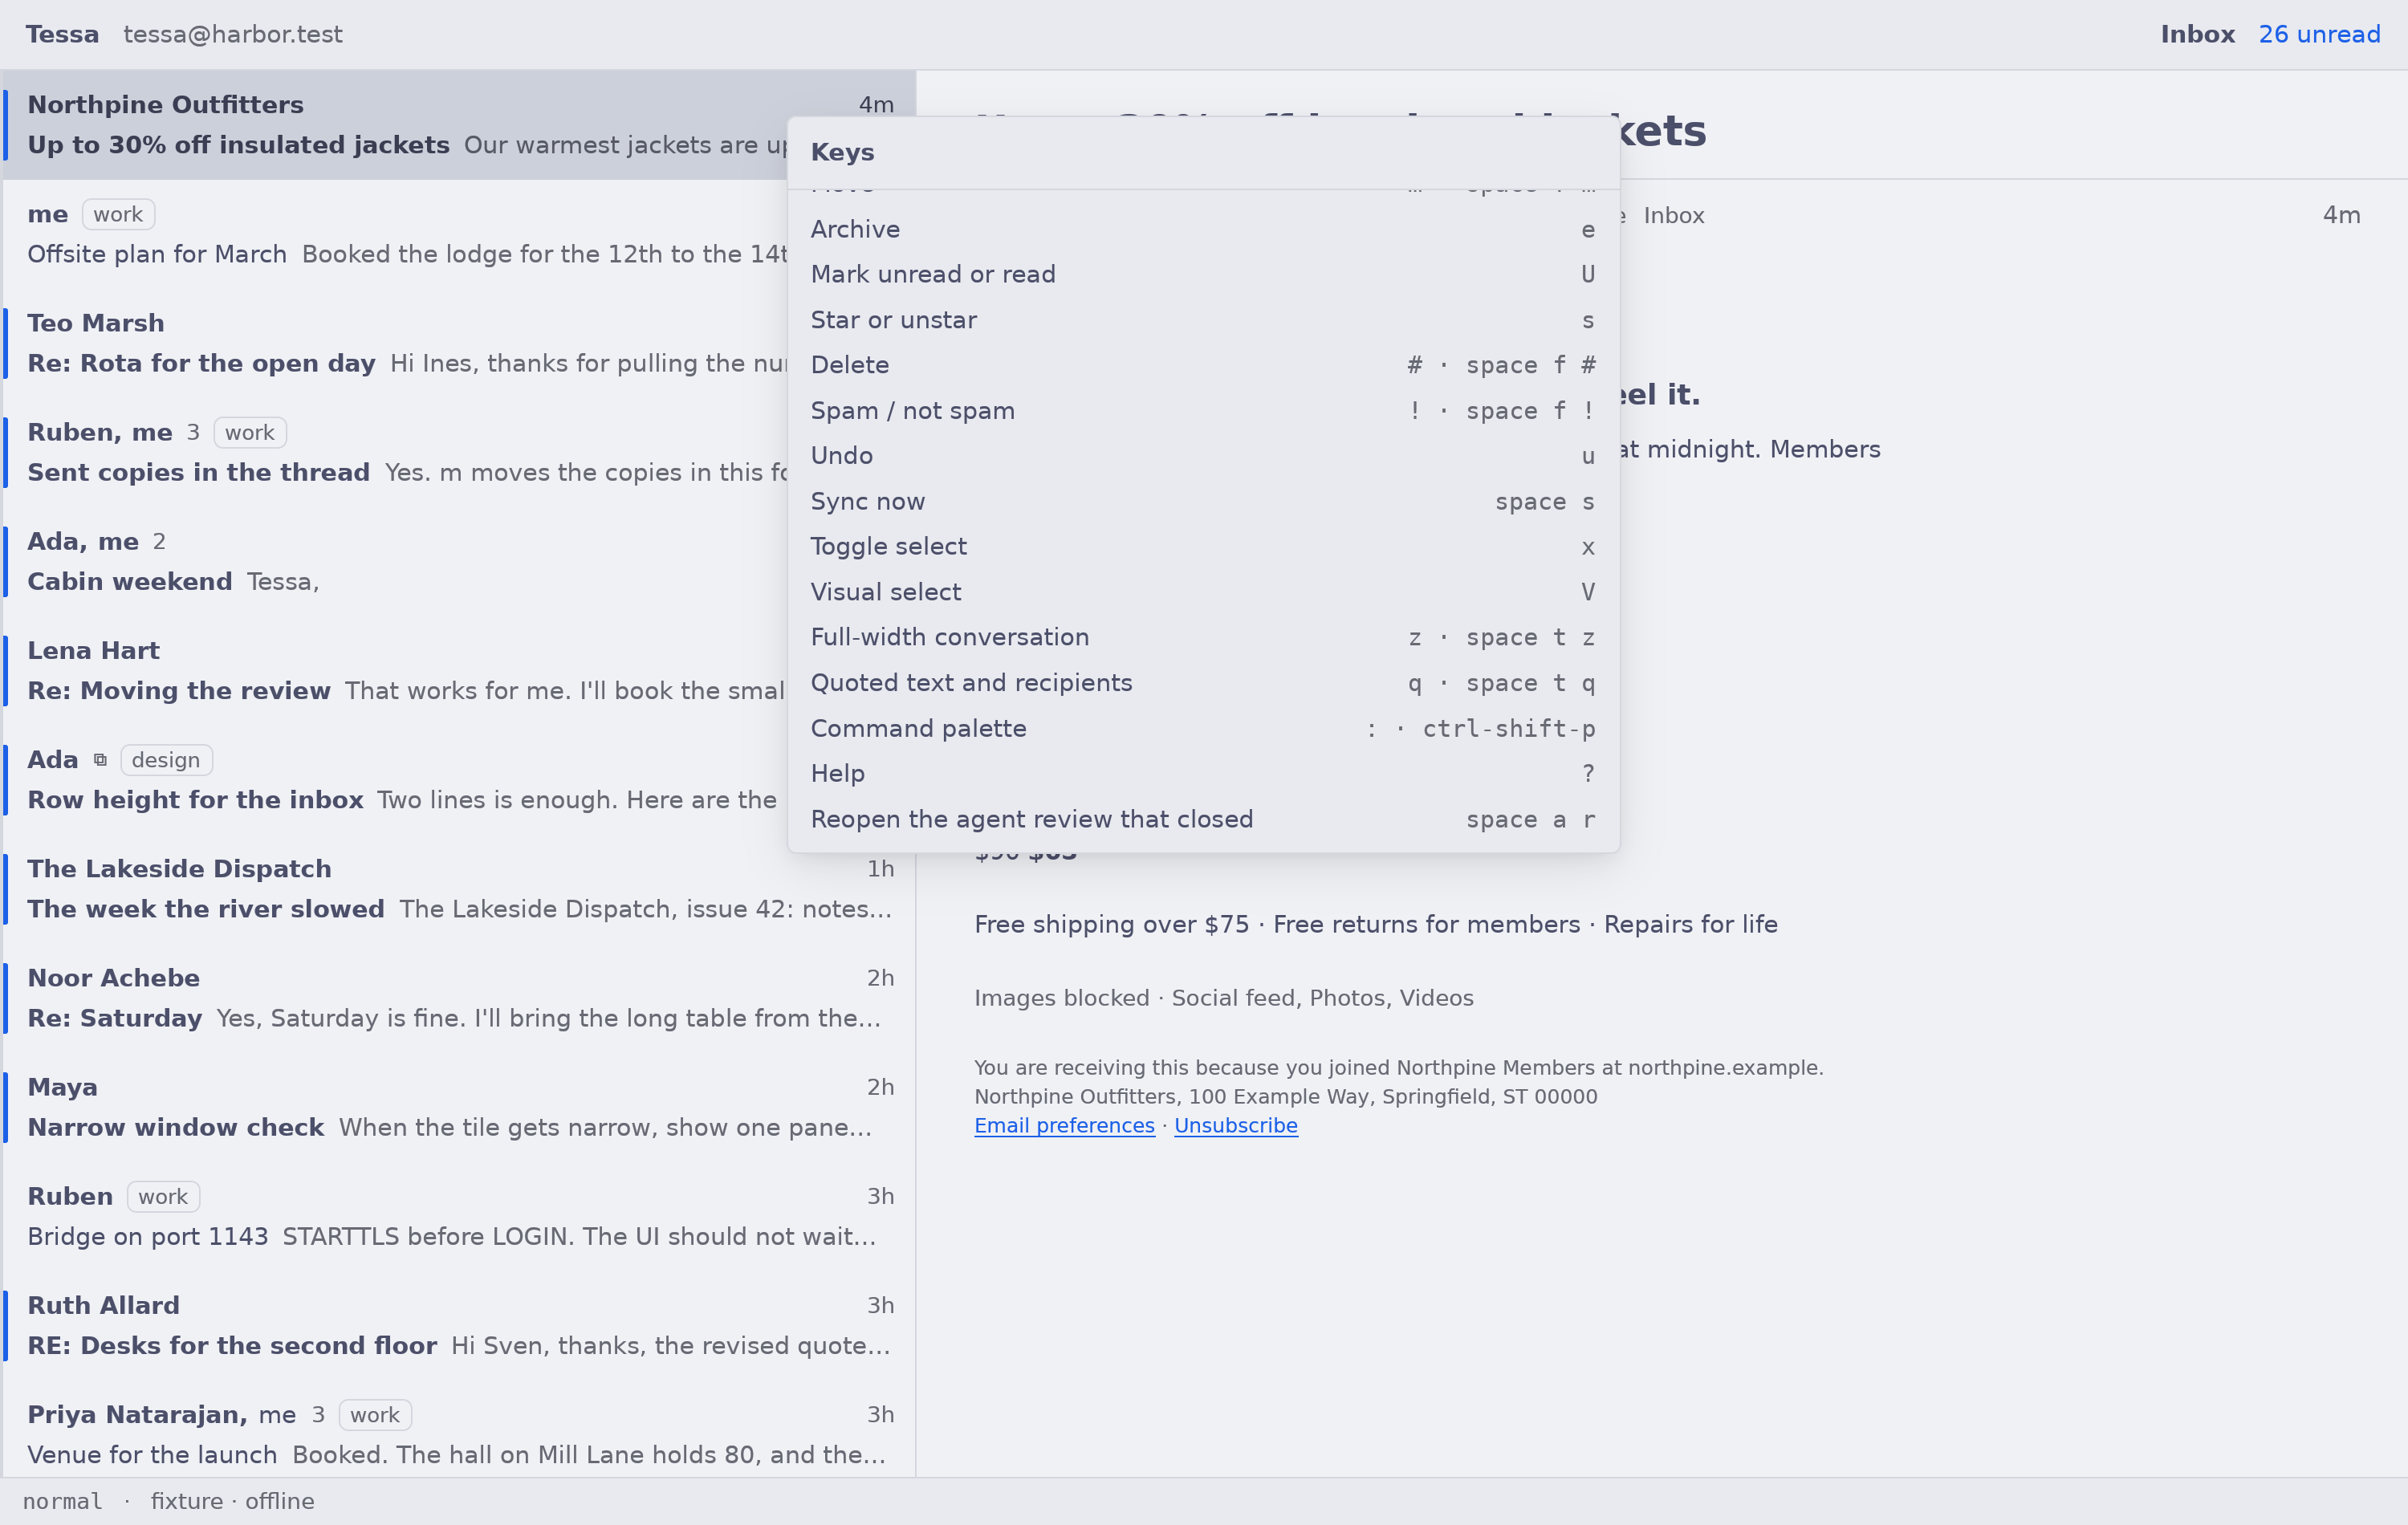 Tessa tessa@harbor.test
Inbox 26 unread
Northpine Outfitters 4m
Up to 30% off insulated jackets Our warmest jackets are up
me work
Offsite plan for March Booked the lodge for the 12th to the 14t
Teo Marsh
Re: Rota for the open day Hi Ines, thanks for pulling the nu
Ruben, me 3 work
Sent copies in the thread Yes. m moves the copies in this fo
Ada, me 2
Cabin weekend Tessa,
Lena Hart
Re: Moving the review That works for me. I'll book the smal
Ada design
Row height for the inbox Two lines is enough. Here are the
The Lakeside Dispatch 1h
The week the river slowed The Lakeside Dispatch, issue 42: notes…
Noor Achebe 2h
Re: Saturday Yes, Saturday is fine. I'll bring the long table from the…
Maya 2h
Narrow window check When the tile gets narrow, show one pane…
Ruben work 3h
Bridge on port 1143 STARTTLS before LOGIN. The UI should not wait…
Ruth Allard 3h
RE: Desks for the second floor Hi Sven, thanks, the revised quote…
Priya Natarajan, me 3 work 3h
Venue for the launch Booked. The hall on Mill Lane holds 80, and the…
Keys
Archive e
Mark unread or read U
Star or unstar s
Delete # · space f #
Spam / not spam ! · space f !
Undo u
Sync now space s
Toggle select x
Visual select V
Full-width conversation z · space t z
Quoted text and recipients q · space t q
Command palette : · ctrl-shift-p
Help ?
Reopen the agent review that closed space a r
kets
Inbox 4m
eel it.
at midnight. Members
Free shipping over $75 · Free returns for members · Repairs for life
Images blocked · Social feed, Photos, Videos
You are receiving this because you joined Northpine Members at northpine.example.
Northpine Outfitters, 100 Example Way, Springfield, ST 00000
Email preferences · Unsubscribe
normal · fixture · offline